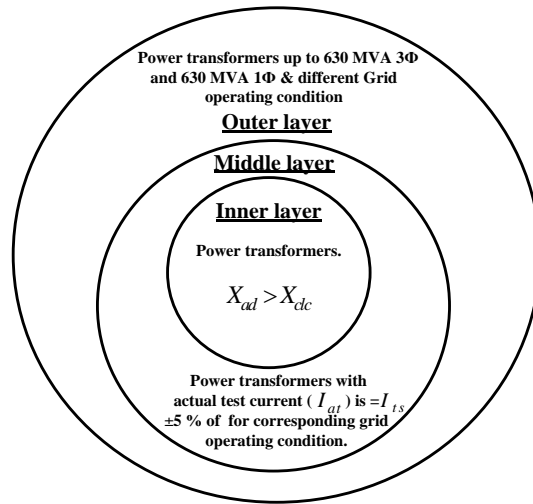 Power transformers up to 630 MVA 3Φ
and 630 MVA 1Φ & different Grid
operating condition
Outer layer
Middle layer
Inner layer
Power transformers.
X_ad > X_clc
Power transformers with
actual test current ( I_at ) is =I_ts
±5 % of for corresponding grid
operating condition.